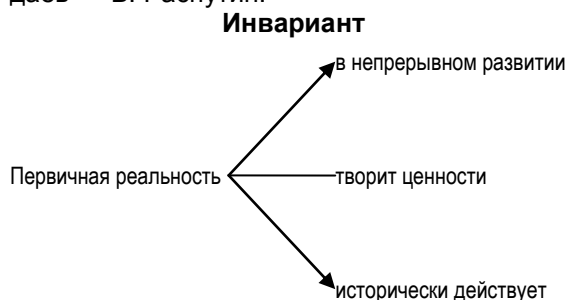 Инвариант
в непрерывном развитии
Первичная реальность
творит ценности
исторически действует